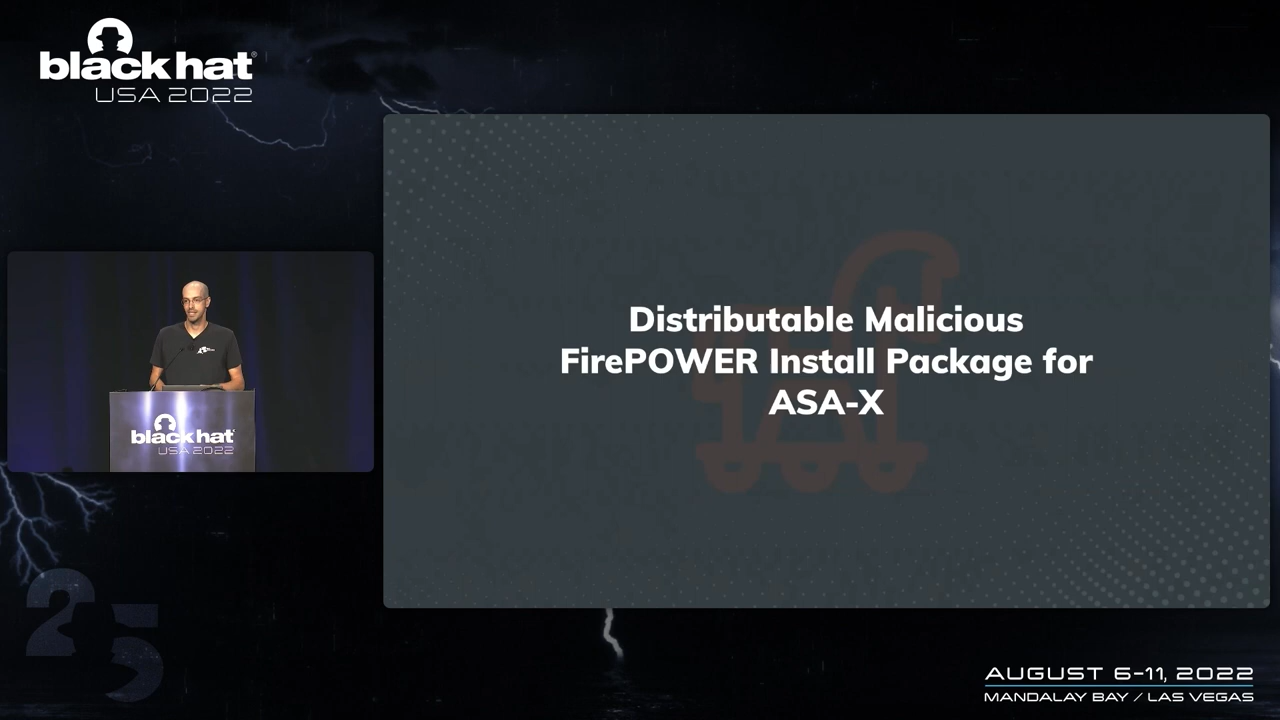 black hat®
USA 2022
Distributable Malicious
FirePOWER Install Package for
ASA-X
black hat
USA 2022
25
AUGUST 6-11, 2022
MANDALAY BAY / LAS VEGAS